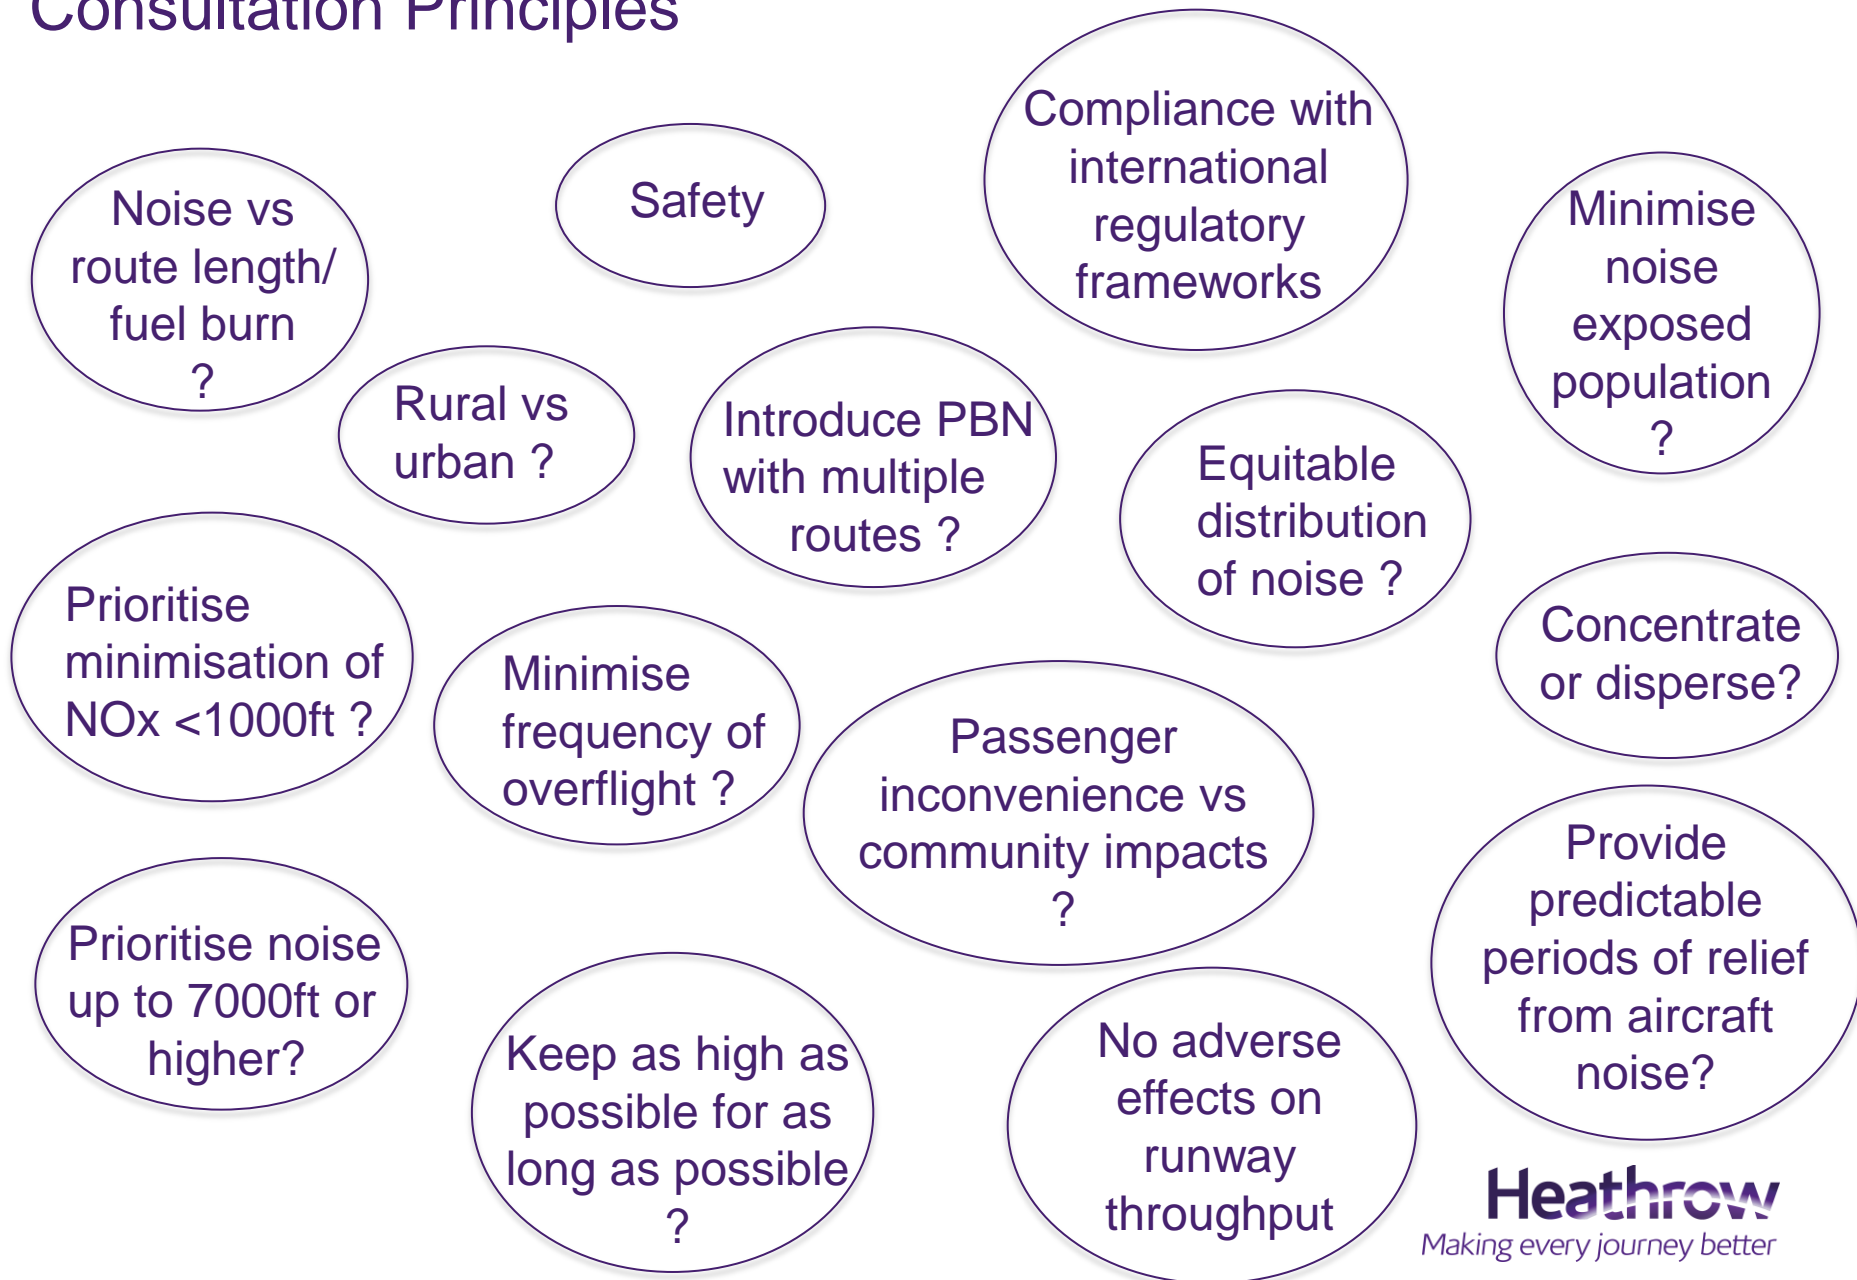 Consultation Principles
Noise vs
route length/
fuel burn
?
Safety
Compliance with
international
regulatory
frameworks
Minimise
noise
exposed
population
?
Rural vs
urban ?
Introduce PBN
with multiple
routes ?
Equitable
distribution
of noise ?
Prioritise
minimisation of
NOx <1000ft ?
Minimise
frequency of
overflight ?
Passenger
inconvenience vs
community impacts
?
Concentrate
or disperse?
Prioritise noise
up to 7000ft or
higher?
Keep as high as
possible for as
long as possible
?
No adverse
effects on
runway
throughput
Provide
predictable
periods of relief
from aircraft
noise?
Heathrow
Making every journey better